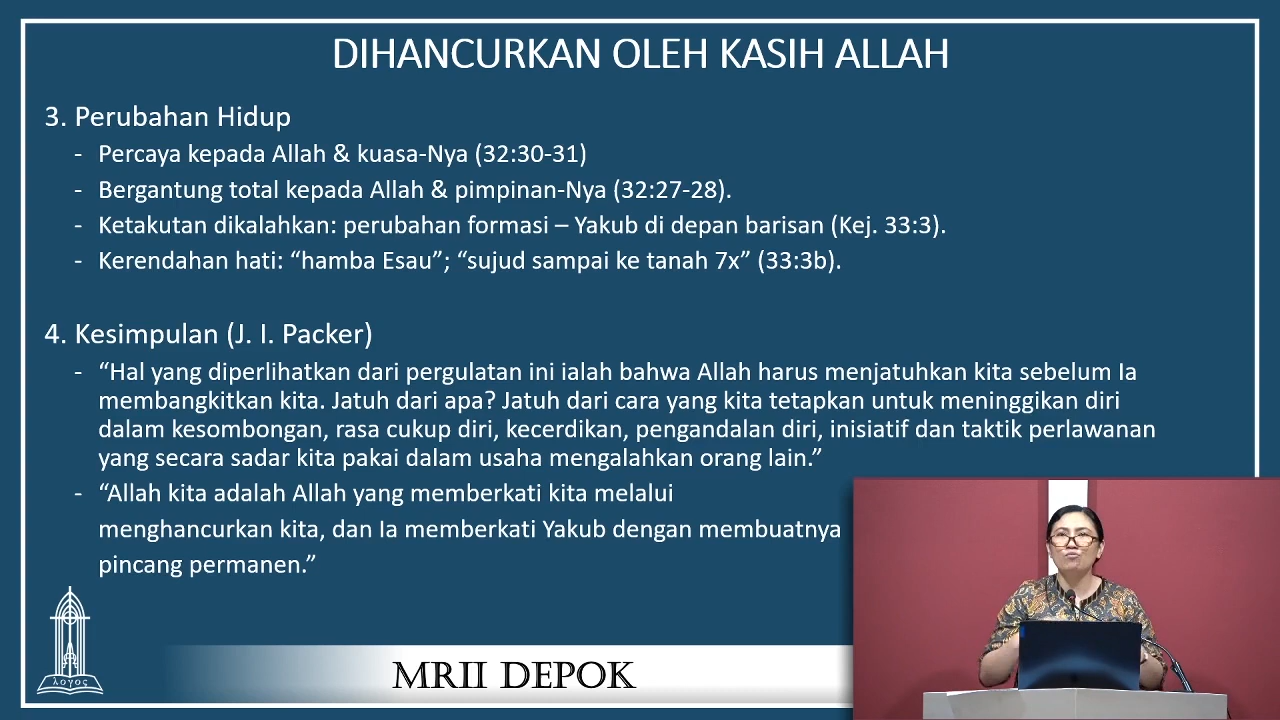 DIHANCURKAN OLEH KASIH ALLAH
3. Perubahan Hidup
- Percaya kepada Allah & kuasa-Nya (32:30-31)
- Bergantung total kepada Allah & pimpinan-Nya (32:27-28).
- Ketakutan dikalahkan: perubahan formasi – Yakub di depan barisan (Kej. 33:3).
- Kerendahan hati: “hamba Esau”; “sujud sampai ke tanah 7x” (33:3b).
4. Kesimpulan (J. I. Packer)
- “Hal yang diperlihatkan dari pergulatan ini ialah bahwa Allah harus menjatuhkan kita sebelum Ia
membangkitkan kita. Jatuh dari apa? Jatuh dari cara yang kita tetapkan untuk meninggikan diri
dalam kesombongan, rasa cukup diri, kecerdikan, pengandalan diri, inisiatif dan taktik perlawanan
yang secara sadar kita pakai dalam usaha mengalahkan orang lain.”
- “Allah kita adalah Allah yang memberkati kita melalui
menghancurkan kita, dan Ia memberkati Yakub dengan membuatnya
pincang permanen.”
λογος
MRII DEPOK